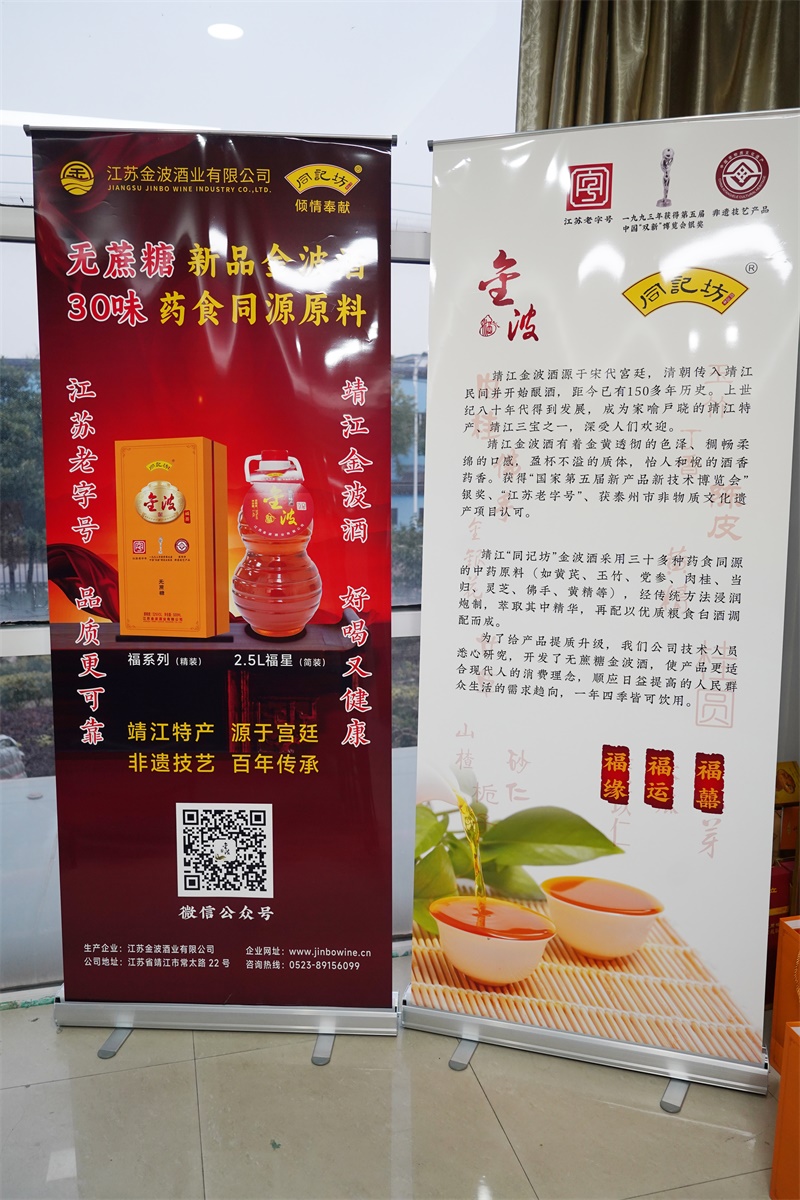 江苏金波酒业有限公司
JIANGSU JINBO WINE INDUSTRY CO.,LTD.
同記坊
倾情奉献
无蔗糖 新品金波酒
30味 药食同源原料
江苏老字号 品质更可靠
靖江金波酒 好喝又健康
同記坊
金波
无蔗糖
金波
福系列(精装)
2.5L福星(简装)
靖江特产 源于宫廷
非遗技艺 百年传承
微信公众号
生产企业：江苏金波酒业有限公司
公司地址：江苏省靖江市常太路 22 号
企业网址：www.jinbowine.cn
咨询热线：0523-89156099
江苏老字号
一九九三年获得第五届
中国"双新"博览会银奖
非遗技艺产品
金波
同記坊®
靖江金波酒源于宋代宫廷，清朝传入靖江
民间并开始酿酒，距今已有150多年历史。上世
纪八十年代得到发展，成为家喻戶晓的靖江特
产、靖江三宝之一，深受人们欢迎。
靖江金波酒有着金黄透彻的色泽、稠畅柔
绵的口感，盈杯不溢的质体，怡人和悦的酒香
药香。获得"国家第五届新产品新技术博览会"
银奖、"江苏老字号"、获泰州市非物质文化遗
产项目认可。
靖江"同记坊"金波酒采用三十多种药食同源
的中药原料（如黄芪、玉竹、党参、肉桂、当
归、灵芝、佛手、黄精等），经传统方法浸润
炮制，萃取其中精华，再配以优质粮食白酒调
配而成。
为了给产品提质升级，我们公司技术人员
悉心研究，开发了无蔗糖金波酒，使产品更适
合现代人的消费理念，顺应日益提高的人民群
众生活的需求趋向，一年四季皆可饮用。
陈皮
山楂
栀
砂仁
芽
福缘
福运
福囍